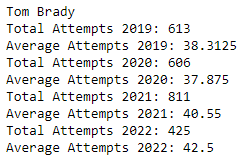 Tom Brady
Total Attempts 2019: 613
Average Attempts 2019: 38.3125
Total Attempts 2020: 606
Average Attempts 2020: 37.875
Total Attempts 2021: 811
Average Attempts 2021: 40.55
Total Attempts 2022: 425
Average Attempts 2022: 42.5